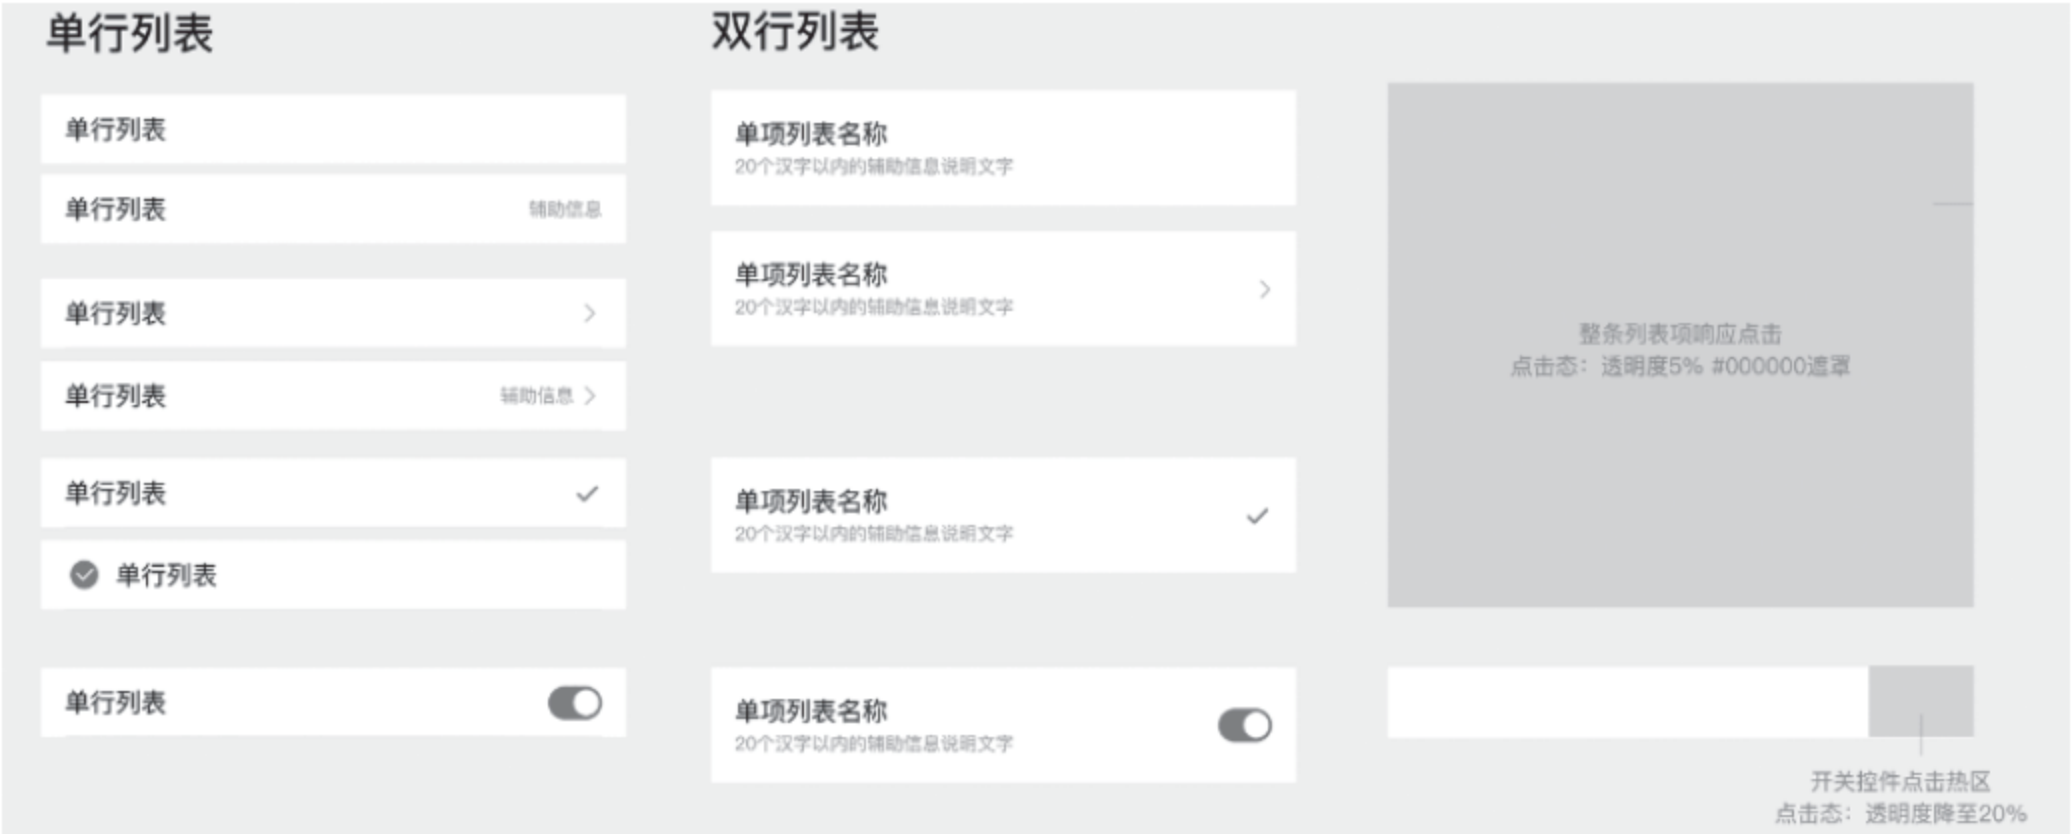 单行列表
单行列表
单行列表 辅助信息
单行列表
单行列表 辅助信息
单行列表
单行列表
单行列表
双行列表
单项列表名称
20个汉字以内的辅助信息说明文字
单项列表名称
20个汉字以内的辅助信息说明文字
单项列表名称
20个汉字以内的辅助信息说明文字
单项列表名称
20个汉字以内的辅助信息说明文字
整条列表项响应点击
点击态：透明度5% #000000遮罩
开关控件点击热区
点击态：透明度降至20%